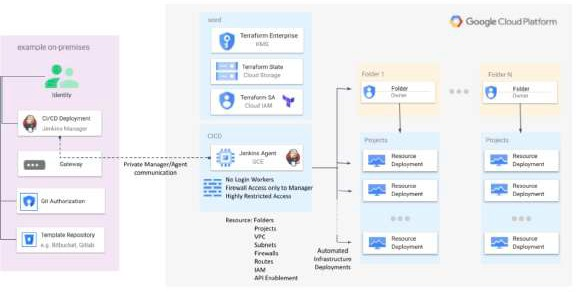 example on-premises
Identity
CI/CD Deployment
Jenkins Manager
Gateway
Git Authorization
Template Repository
e.g. Bitbucket, Gitlab
Private Manager/Agent
communication
seed
Terraform Enterprise
KMS
Terraform State
Cloud Storage
Terraform SA
Cloud IAM
CICD
Jenkins Agent
GCE
No Login Workers
Firewall Access only to Manager
Highly Restricted Access
Resource: Folders
Projects
VPC
Subnets
Firewalls
Routes
IAM
API Enablement
Automated
Infrastructure
Deployments
Google Cloud Platform
Folder 1
Folder
Owner
Projects
Resource
Deployment
Resource
Deployment
Resource
Deployment
Folder N
Folder
Owner
Projects
Resource
Deployment
Resource
Deployment
Resource
Deployment